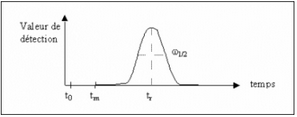 Valeur de
détection
ω1/2
temps
t0
tm
tr